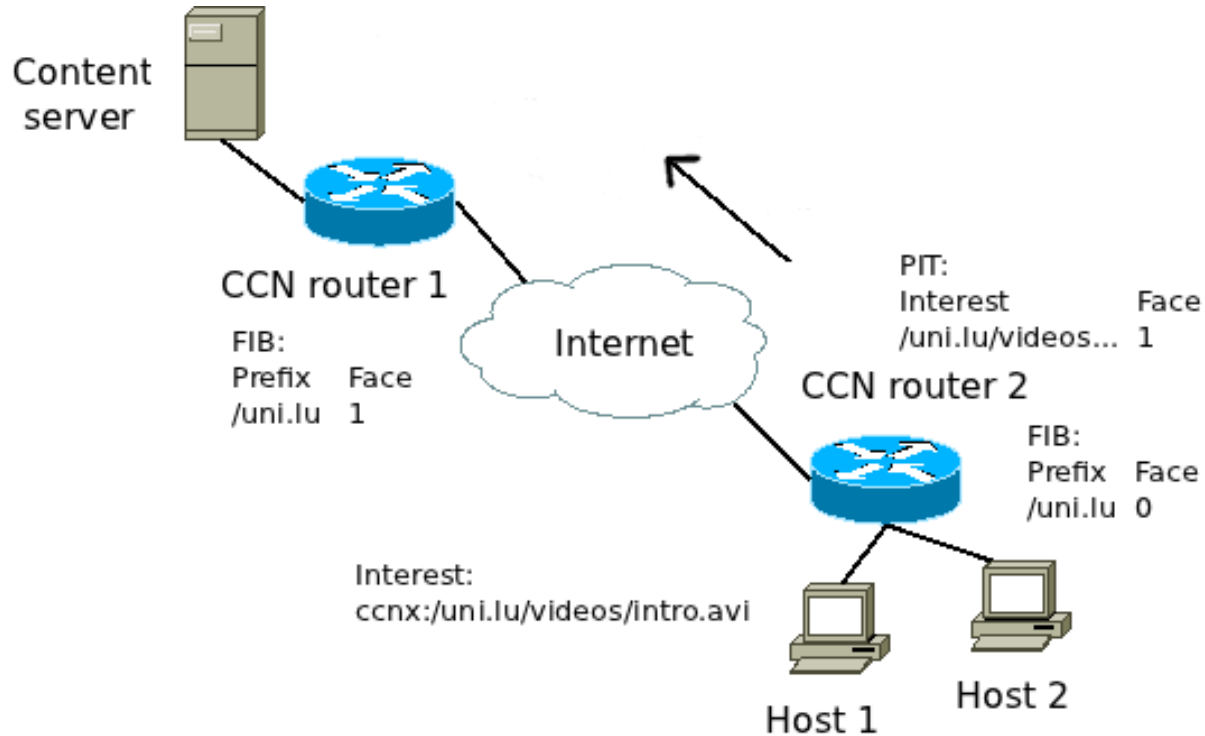 Content
server
CCN router 1
FIB:
Prefix Face
/uni.lu 1
Internet
PIT:
Interest Face
/uni.lu/videos... 1
CCN router 2
FIB:
Prefix Face
/uni.lu 0
Interest:
ccnx:/uni.lu/videos/intro.avi
Host 1
Host 2